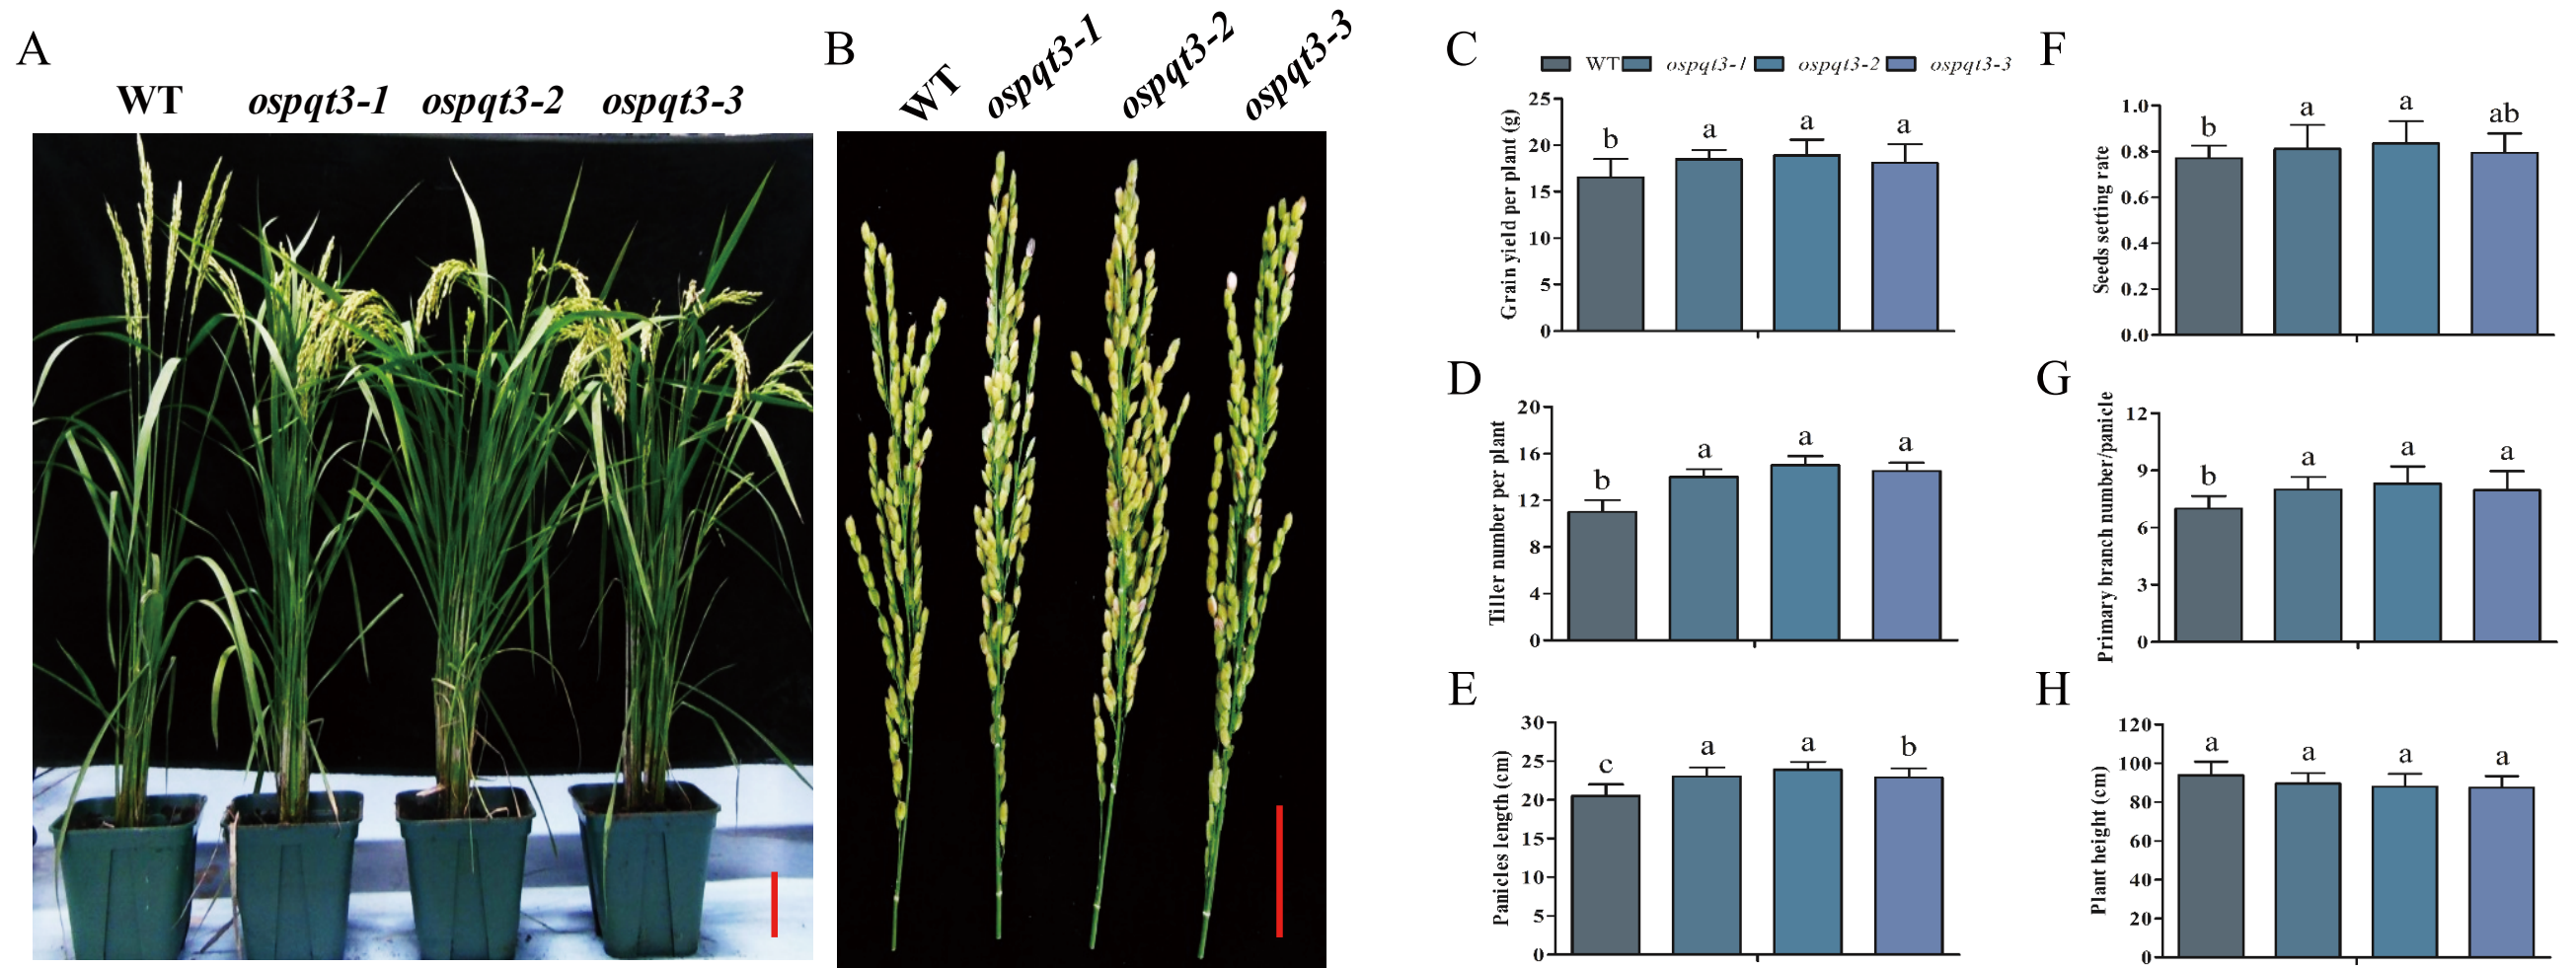 A
WT ospqt3-1 ospqt3-2 ospqt3-3
B
WT ospqt3-1 ospqt3-2 ospqt3-3
C
WT ospqt3-1 ospqt3-2 ospqt3-3
Grain yield per plant (g)
25
20
15
10
5
0
b a a a
D
Tiller number per plant
20
16
12
8
4
0
b a a a
E
Panicles length (cm)
30
25
20
15
10
5
0
c a a b
F
Seeds setting rate
1.0
0.8
0.6
0.4
0.2
0.0
b a a ab
G
Primary branch number/panicle
12
9
6
3
0
b a a a
H
Plant height (cm)
120
100
80
60
40
20
0
a a a a